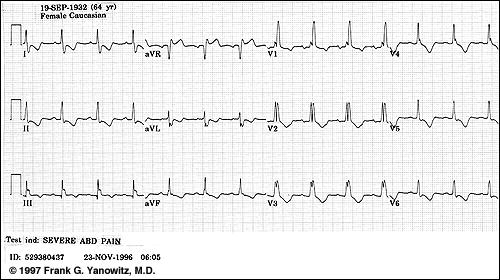 19-SEP-1932 (64 yr)
Female Caucasian
I aVR V1 V4
II aVL V2 V5
III aVF V3 V6
Test ind: SEVERE ABD PAIN
ID: 529380437 23-NOV-1996 06:05
© 1997 Frank G. Yanowitz, M.D.